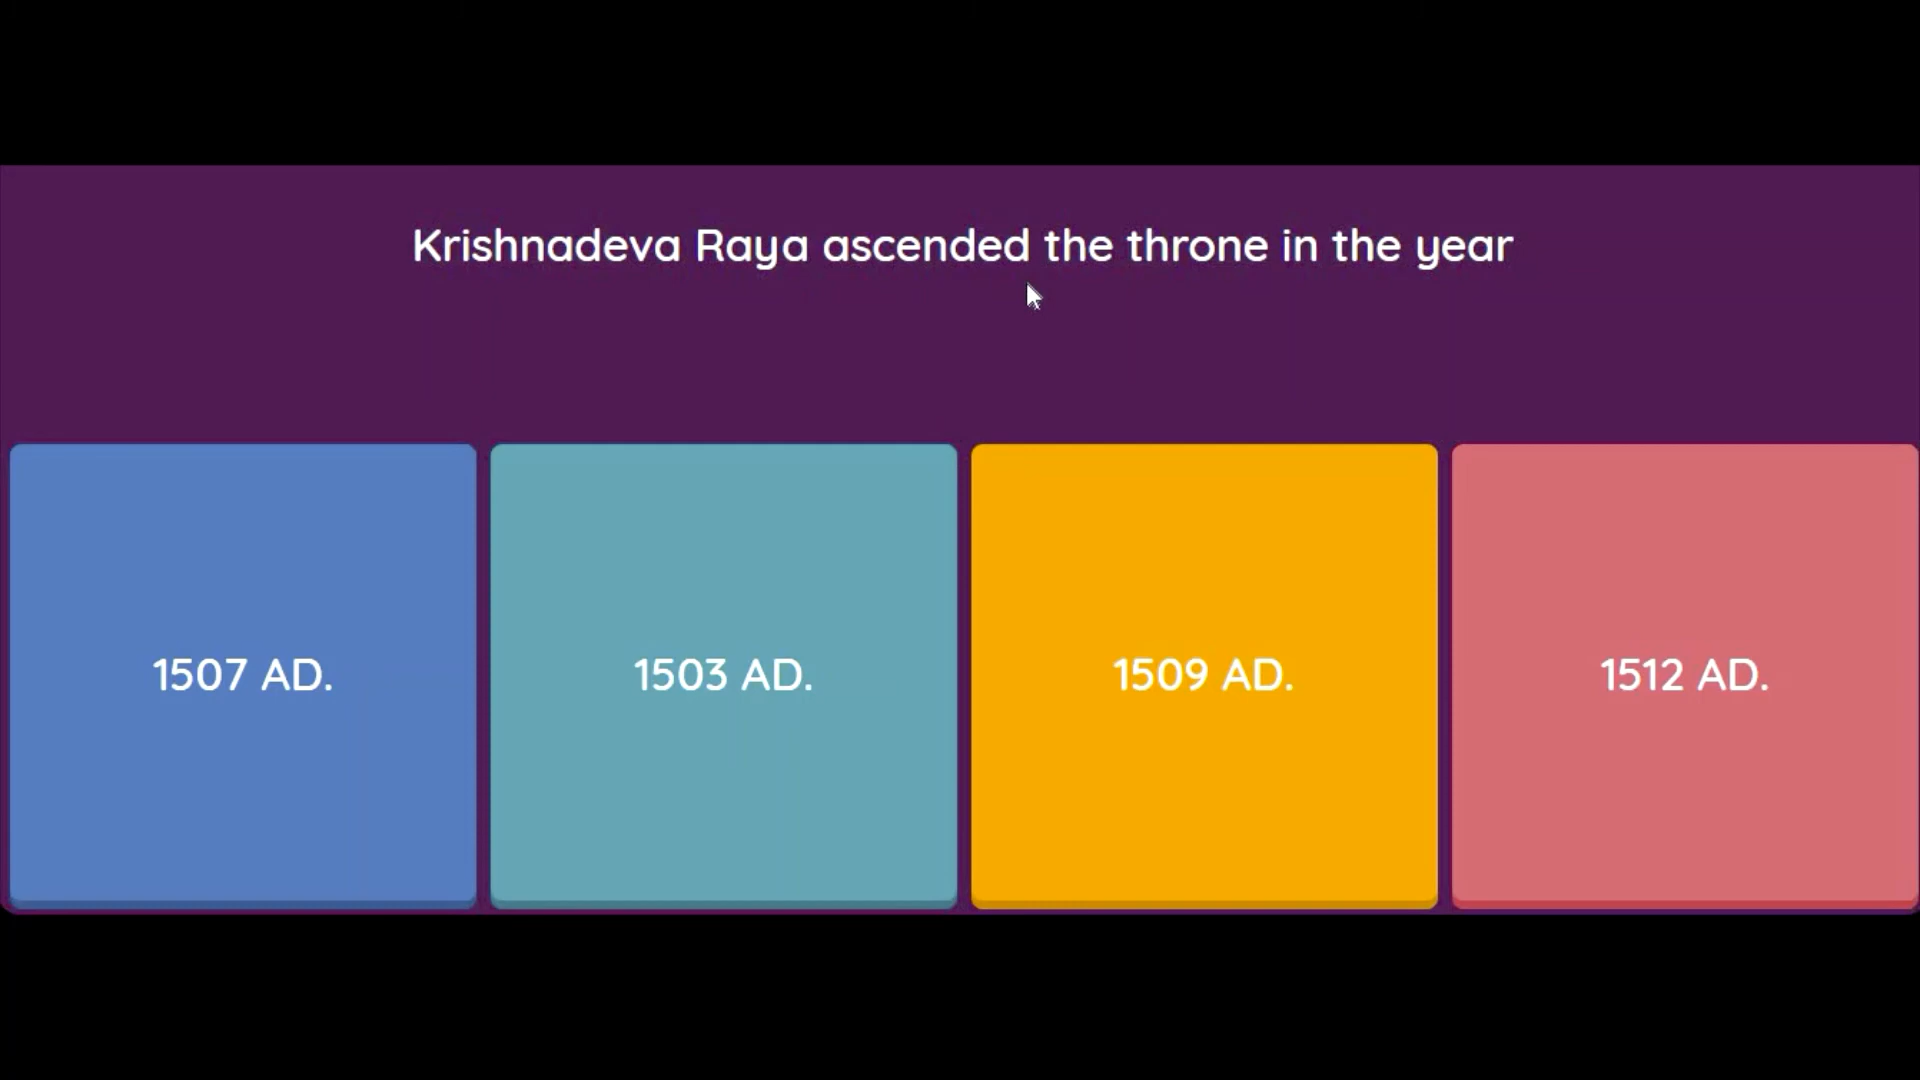 Krishnadeva Raya ascended the throne in the year
1507 AD.
1503 AD.
1509 AD.
1512 AD.